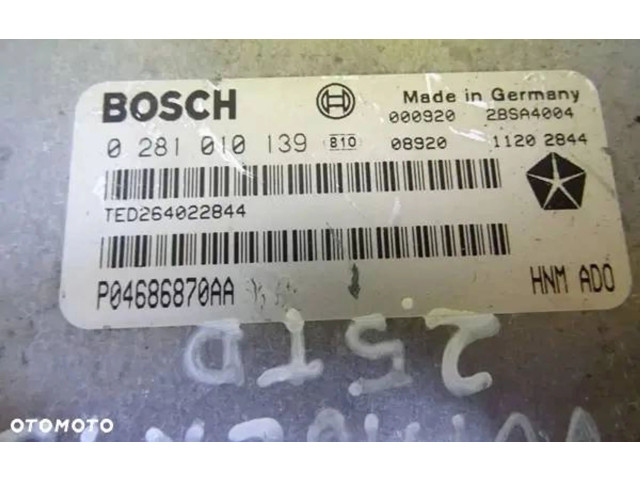 BOSCH Made in Germany
000920 2BSA4004
0 281 010 139 810 08920 1120 2844
TED264022844
P04686870AA HNM ADO
2STD
OTOMOTO